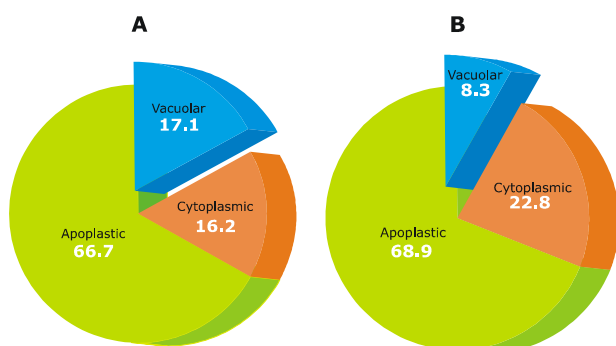 A
Vacuolar
17.1
Cytoplasmic
16.2
Apoplastic
66.7
B
Vacuolar
8.3
Cytoplasmic
22.8
Apoplastic
68.9